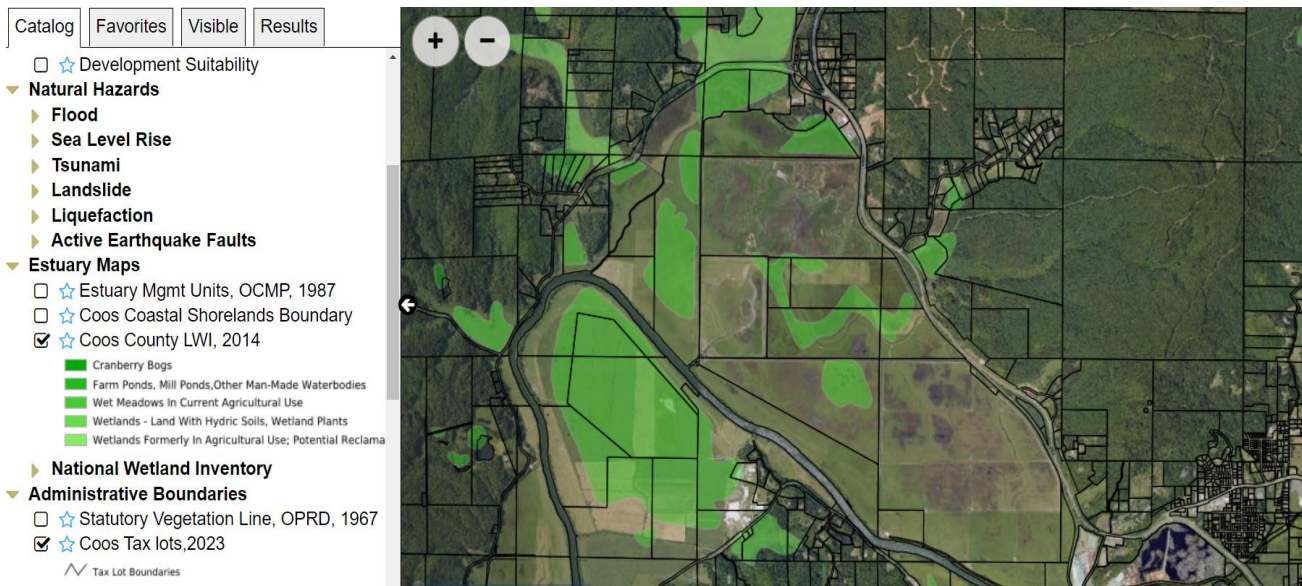 Catalog Favorites Visible Results
Development Suitability
Natural Hazards
Flood
Sea Level Rise
Tsunami
Landslide
Liquefaction
Active Earthquake Faults
Estuary Maps
Estuary Mgmt Units, OCMP, 1987
Coos Coastal Shorelands Boundary
Coos County LWI, 2014
Cranberry Bogs
Farm Ponds, Mill Ponds,Other Man-Made Waterbodies
Wet Meadows In Current Agricultural Use
Wetlands - Land With Hydric Soils, Wetland Plants
Wetlands Formerly In Agricultural Use; Potential Reclama
National Wetland Inventory
Administrative Boundaries
Statutory Vegetation Line, OPRD, 1967
Coos Tax lots,2023
Tax Lot Boundaries
+ −